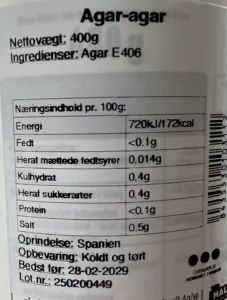 Agar-agar
Nettovægt: 400g
Ingredienser: Agar E406
Næringsindhold pr. 100g:
Energi 720kJ/172kcal
Fedt <0.1g
Heraf mættede fedtsyrer 0.014g
Kulhydrat 0.4g
Heraf sukkerarter 0.4g
Protein <0.1g
Salt 0.5g
Oprindelse: Spanien
Opbevaring: Koldt og tørt
Bedst før: 28-02-2029
Lot.nr.: 250200449